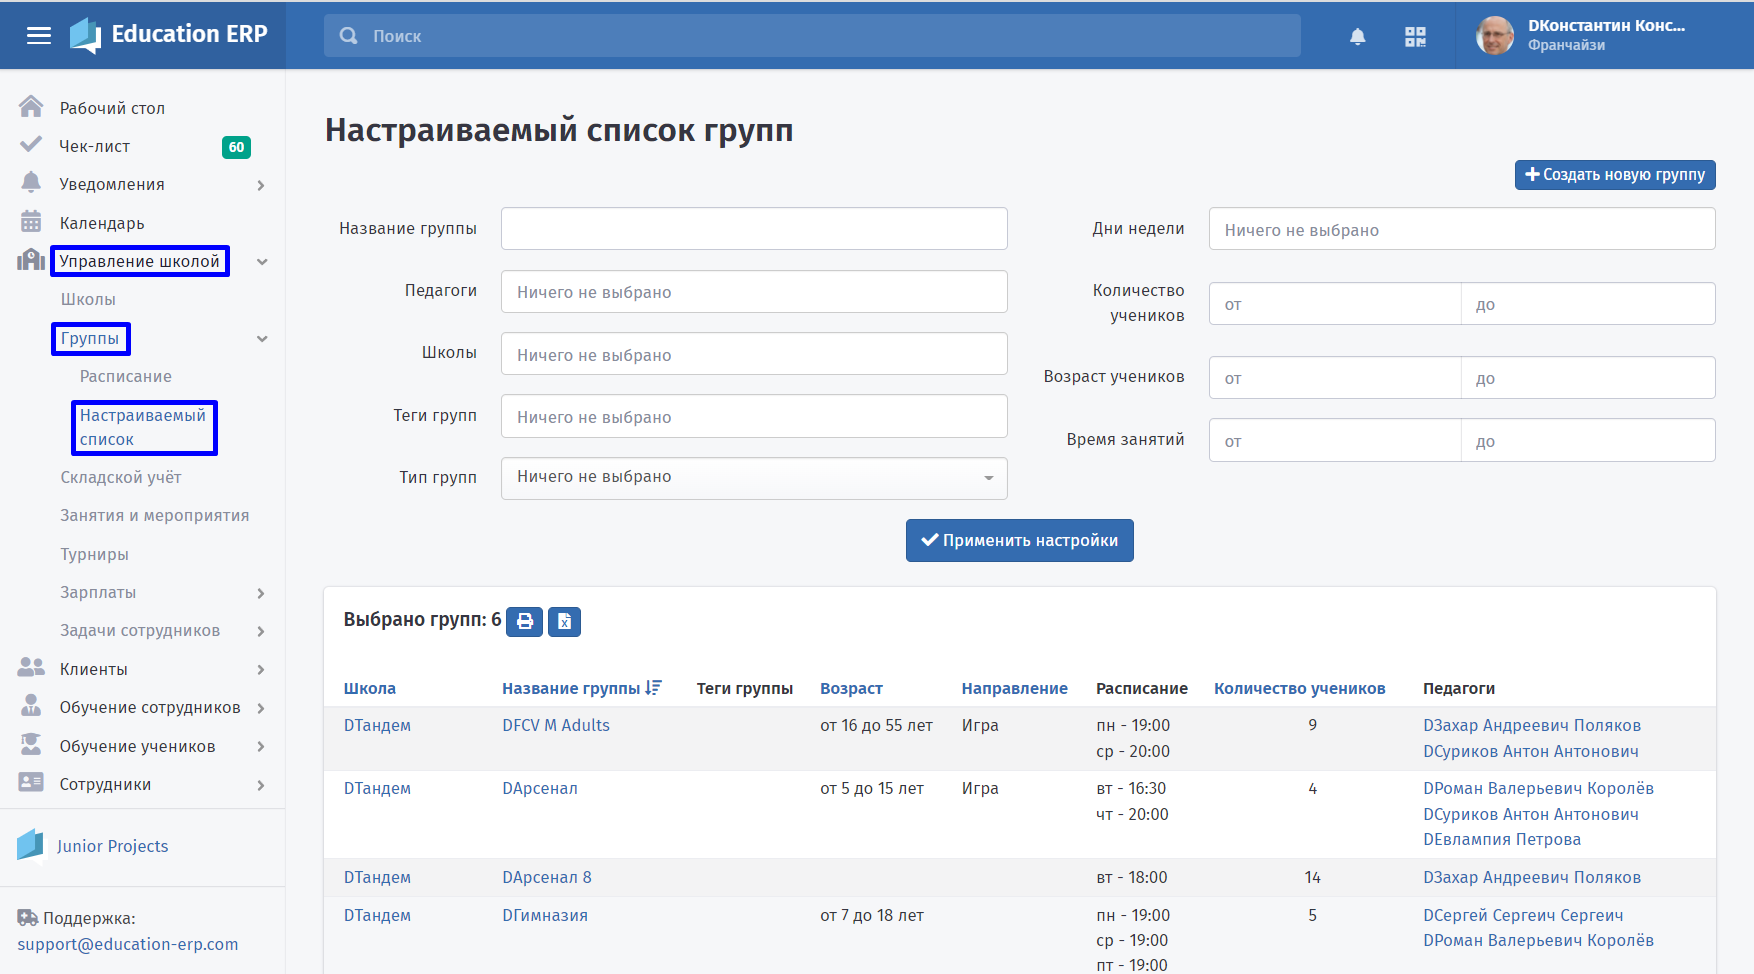 Education ERP
Поиск
DКонстантин Конс...
Франчайзи
Рабочий стол
Чек-лист 60
Уведомления
Календарь
Управление школой
Школы
Группы
Расписание
Настраиваемый
список
Складской учёт
Занятия и мероприятия
Турниры
Зарплаты
Задачи сотрудников
Клиенты
Обучение сотрудников
Обучение учеников
Сотрудники
Junior Projects
Поддержка:
support@education-erp.com
Настраиваемый список групп
Создать новую группу
Название группы
Педагоги Ничего не выбрано
Школы Ничего не выбрано
Теги групп Ничего не выбрано
Тип групп Ничего не выбрано
Дни недели Ничего не выбрано
Количество
учеников от до
Возраст учеников от до
Время занятий от до
Применить настройки
Выбрано групп: 6
Школа Название группы Теги группы Возраст Направление Расписание Количество учеников Педагоги
DТандем DFCV M Adults от 16 до 55 лет Игра пн - 19:00 9 DЗахар Андреевич Поляков
ср - 20:00 DСуриков Антон Антонович
DТандем DАрсенал от 5 до 15 лет Игра вт - 16:30 4 DРоман Валерьевич Королёв
чт - 20:00 DСуриков Антон Антонович
DЕвлампия Петрова
DТандем DАрсенал 8 вт - 18:00 14 DЗахар Андреевич Поляков
DТандем DГимназия от 7 до 18 лет пн - 19:00 5 DСергей Сергеич Сергеич
ср - 19:00 DРоман Валерьевич Королёв
пт - 19:00